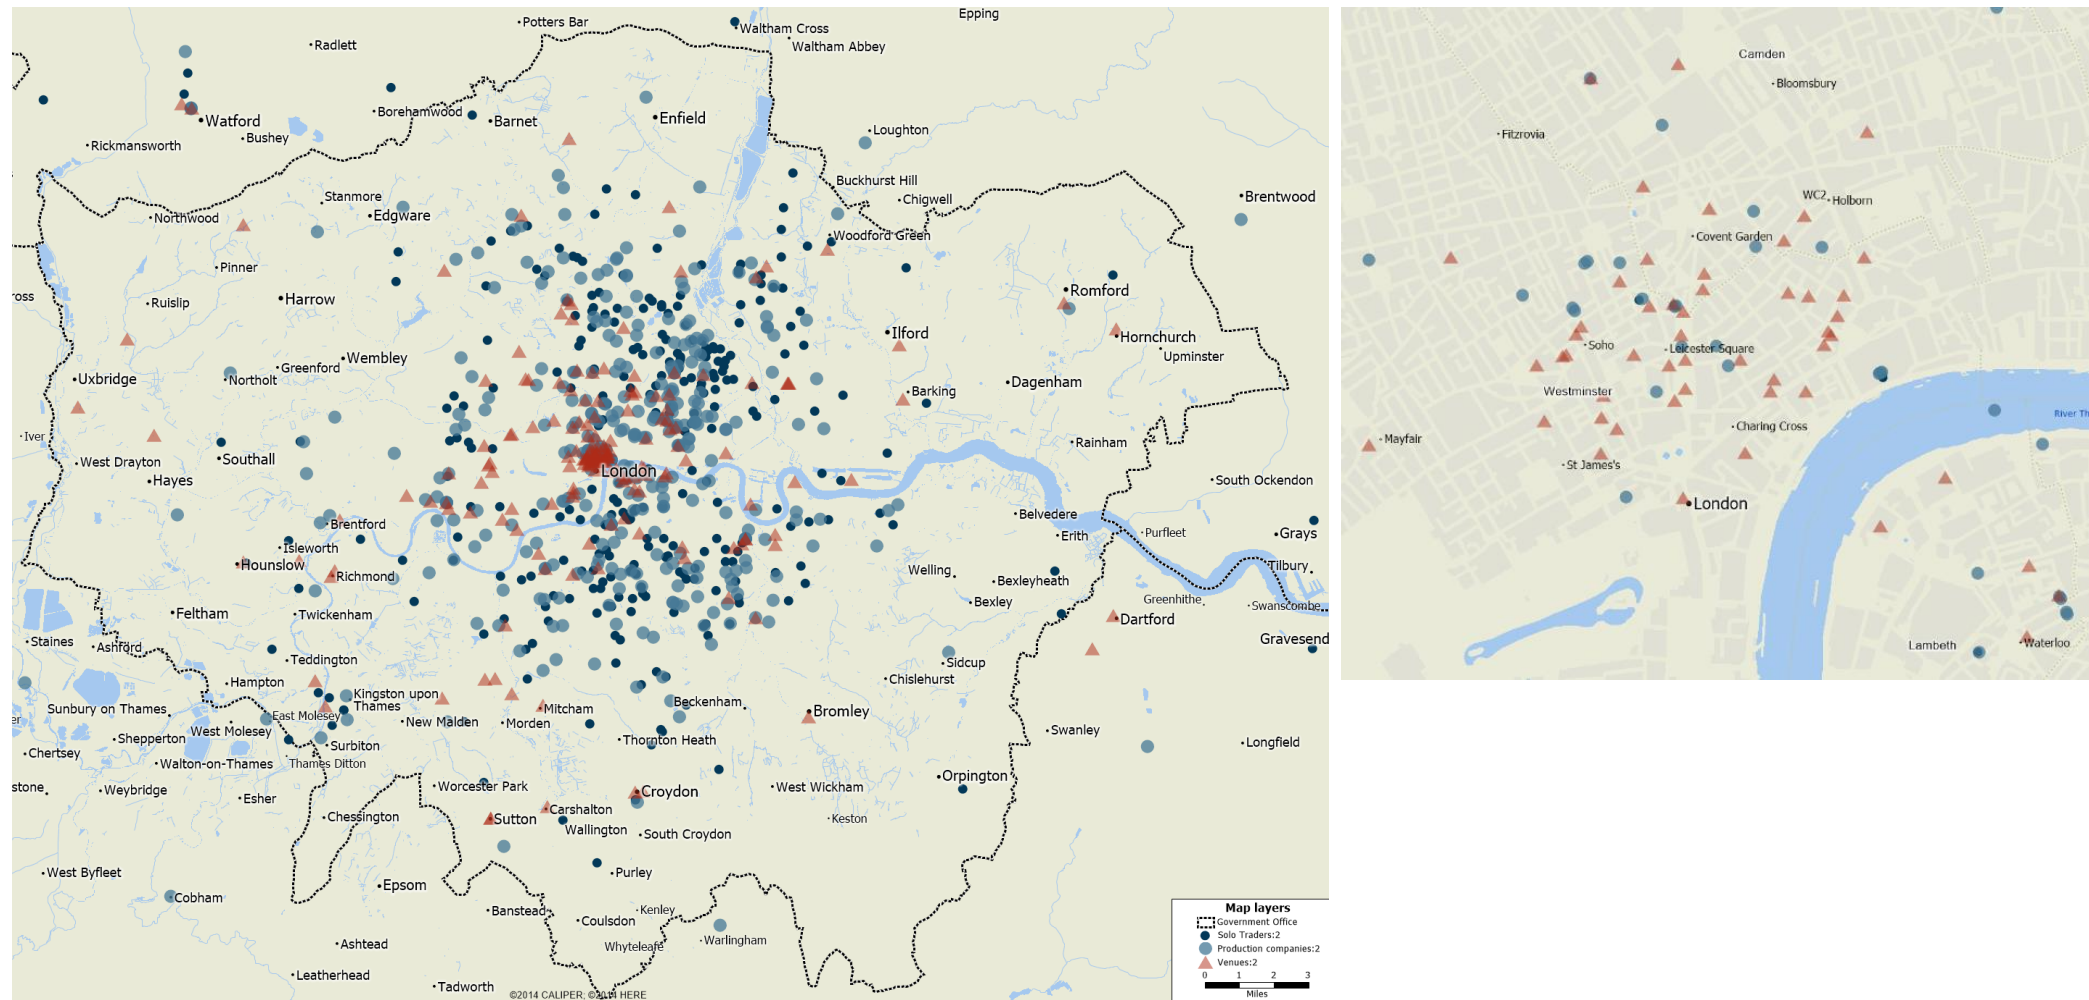 Potters Bar
Epping
Waltham Cross
Radlett
Waltham Abbey
Borehamwood
Enfield
Watford
Barnet
Bushey
Loughton
Rickmansworth
Buckhurst Hill
Stanmore
Chigwell
Brentwood
Northwood
Edgware
Woodford Green
Pinner
Romford
Harrow
Ruislip
Ilford
Hornchurch
Wembley
Upminster
Greenford
Uxbridge
Northolt
Dagenham
Barking
Iver
Rainham
West Drayton
Southall
London
Hayes
South Ockendon
Belvedere
Brentford
Purfleet
Erith
Grays
Isleworth
Hounslow
Tilbury
Richmond
Welling
Bexleyheath
Greenhithe
Bexley
Swanscombe
Feltham
Twickenham
Dartford
Staines
Ashford
Gravesend
Teddington
Sidcup
Hampton
Chislehurst
Kingston upon
Thames
Sunbury on Thames
East Molesey
Beckenham
Mitcham
Bromley
New Malden
Morden
West Molesey
Swanley
Shepperton
Surbiton
Thornton Heath
Longfield
Chertsey
Walton-on-Thames
Thames Ditton
Orpington
stone
Weybridge
Worcester Park
Croydon
West Wickham
Esher
Carshalton
Chessington
Sutton
Wallington
South Croydon
Keston
West Byfleet
Purley
Epsom
Cobham
Banstead
Kenley
Coulsdon
Ashtead
Whyteleafe
Warlingham
Leatherhead
Tadworth
©2014 CALIPER; ©2014 HERE
Map layers
Government Office
Solo Traders:2
Production companies:2
Venues:2
0 1 2 3
Miles
Camden
Bloomsbury
Fitzrovia
WC2
Holborn
Covent Garden
Soho
Leicester Square
Westminster
River Th
Charing Cross
Mayfair
St James's
London
Lambeth
Waterloo